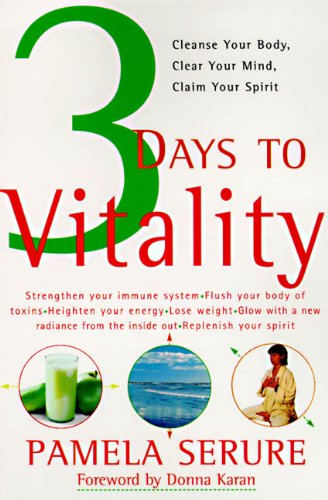 Cleanse Your Body,
Clear Your Mind,
Claim Your Spirit
3
DAYS TO
Vitality
Strengthen your immune system•Flush your body of
toxins•Heighten your energy•Lose weight•Glow with a new
radiance from the inside out•Replenish your spirit
PAMELA SERURE
Foreword by Donna Karan